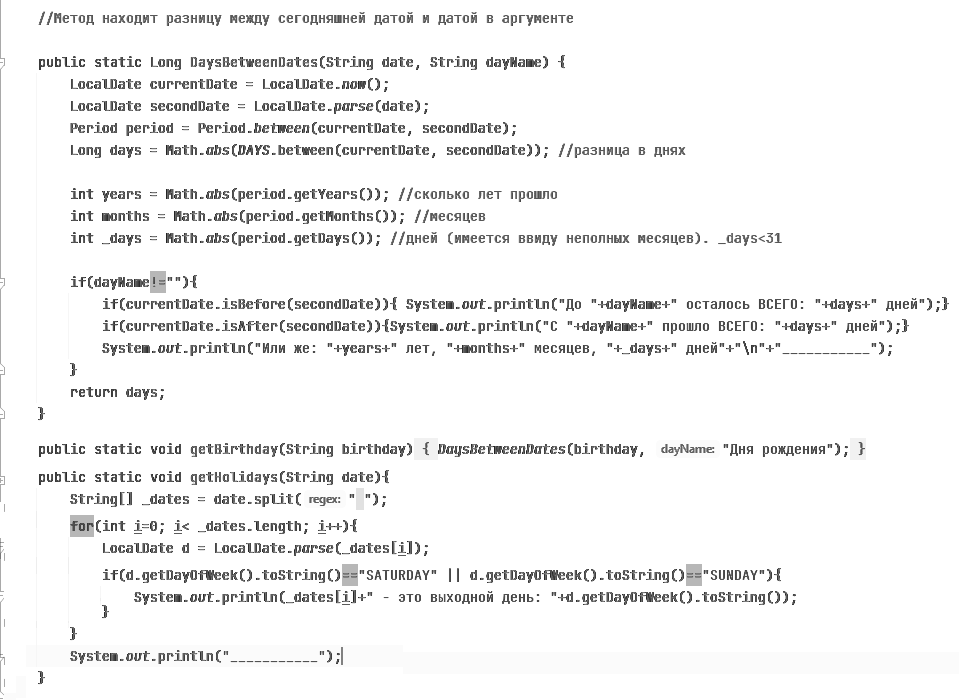 //Метод находит разницу между сегодняшней датой и датой в аргументе
public static Long DaysBetweenDates(String date, String dayName) {
LocalDate currentDate = LocalDate.now();
LocalDate secondDate = LocalDate.parse(date);
Period period = Period.between(currentDate, secondDate);
Long days = Math.abs(DAYS.between(currentDate, secondDate)); //разница в днях
int years = Math.abs(period.getYears()); //сколько лет прошло
int months = Math.abs(period.getMonths()); //месяцев
int _days = Math.abs(period.getDays()); //дней (имеется ввиду неполных месяцев). _days<31
if(dayName!=""){
if(currentDate.isBefore(secondDate)){ System.out.println("До "+dayName+" осталось ВСЕГО: "+days+" дней");}
if(currentDate.isAfter(secondDate)){System.out.println("С "+dayName+" прошло ВСЕГО: "+days+" дней");}
System.out.println("Или же: "+years+" лет, "+months+" месяцев, "+_days+" дней"+"\n"+"___________");
}
return days;
}
public static void getBirthday(String birthday) { DaysBetweenDates(birthday, dayName: "Дня рождения"); }
public static void getHolidays(String date){
String[] _dates = date.split( regex: " ");
for(int i=0; i< _dates.length; i++){
LocalDate d = LocalDate.parse(_dates[i]);
if(d.getDayOfWeek().toString()=="SATURDAY" || d.getDayOfWeek().toString()=="SUNDAY"){
System.out.println(_dates[i]+" - это выходной день: "+d.getDayOfWeek().toString());
}
}
System.out.println("___________");
}